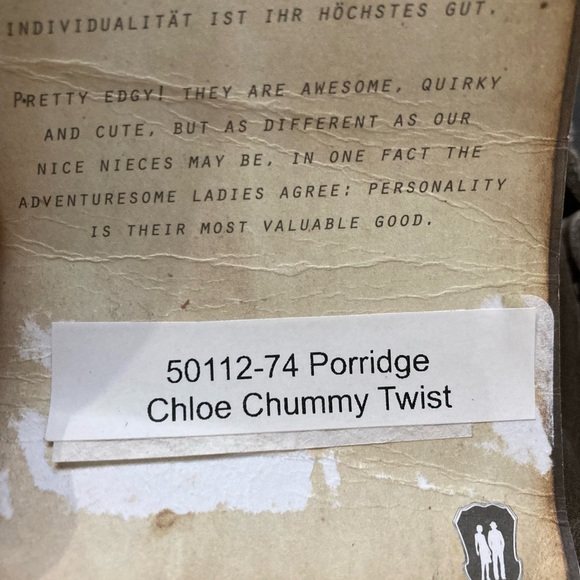 INDIVIDUALITÄT IST IHR HÖCHSTES GUT.
PRETTY EDGY! THEY ARE AWESOME, QUIRKY
AND CUTE, BUT AS DIFFERENT AS OUR
NICE NIECES MAY BE, IN ONE FACT THE
ADVENTURESOME LADIES AGREE: PERSONALITY
IS THEIR MOST VALUABLE GOOD.
50112-74 Porridge
Chloe Chummy Twist